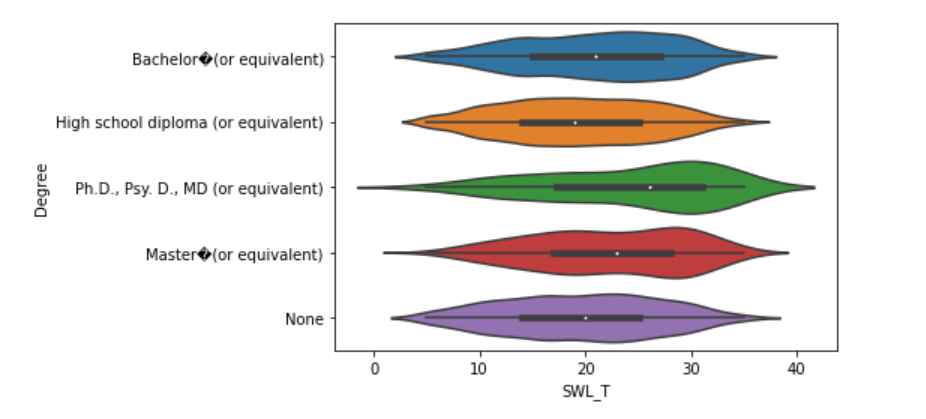 Bachelor�(or equivalent)
High school diploma (or equivalent)
Ph.D., Psy. D., MD (or equivalent)
Master�(or equivalent)
None
Degree
0 10 20 30 40
SWL_T